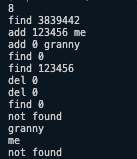 8
find 3839442
add 123456 me
add 0 granny
find 0
find 123456
del 0
del 0
find 0
not found
granny
me
not found